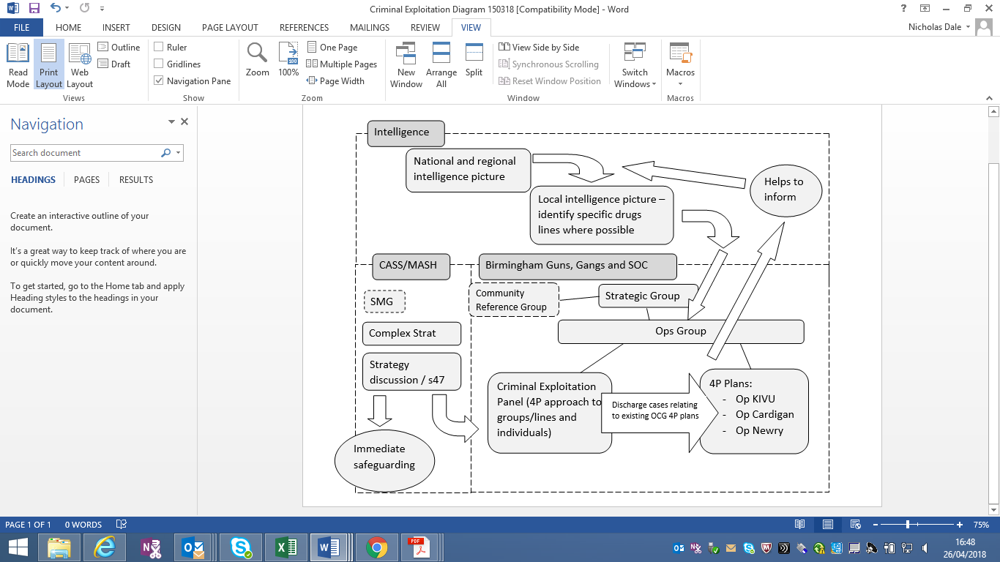 Criminal Exploitation Diagram 150318 [Compatibility Mode] - Word
?
FILE
HOME
INSERT
DESIGN
PAGE LAYOUT
REFERENCES
MAILINGS
REVIEW
VIEW
Nicholas Dale
Read
Mode
Print
Layout
Web
Layout
Outline
Draft
Views
Ruler
Gridlines
Navigation Pane
Show
Zoom
100
100%
One Page
Multiple Pages
Page Width
Zoom
New
Window
Arrange
All
Split
View Side by Side
Synchronous Scrolling
Reset Window Position
Window
Switch
Windows
Macros
Macros
Navigation
Search document
HEADINGS
PAGES
RESULTS
Create an interactive outline of your
document.
It's a great way to keep track of where you are
or quickly move your content around.
To get started, go to the Home tab and apply
Heading styles to the headings in your
document.
Intelligence
National and regional
intelligence picture
Local intelligence picture –
identify specific drugs
lines where possible
Helps to
inform
CASS/MASH
Birmingham Guns, Gangs and SOC
SMG
Community
Reference Group
Strategic Group
Complex Strat
Ops Group
Strategy
discussion / s47
Criminal Exploitation
Panel (4P approach to
groups/lines and
individuals)
Discharge cases relating
to existing OCG 4P plans
4P Plans:
- Op KIVU
- Op Cardigan
- Op Newry
Immediate
safeguarding
PAGE 1 OF 1
0 WORDS
75%
PDF
16:48
26/04/2018